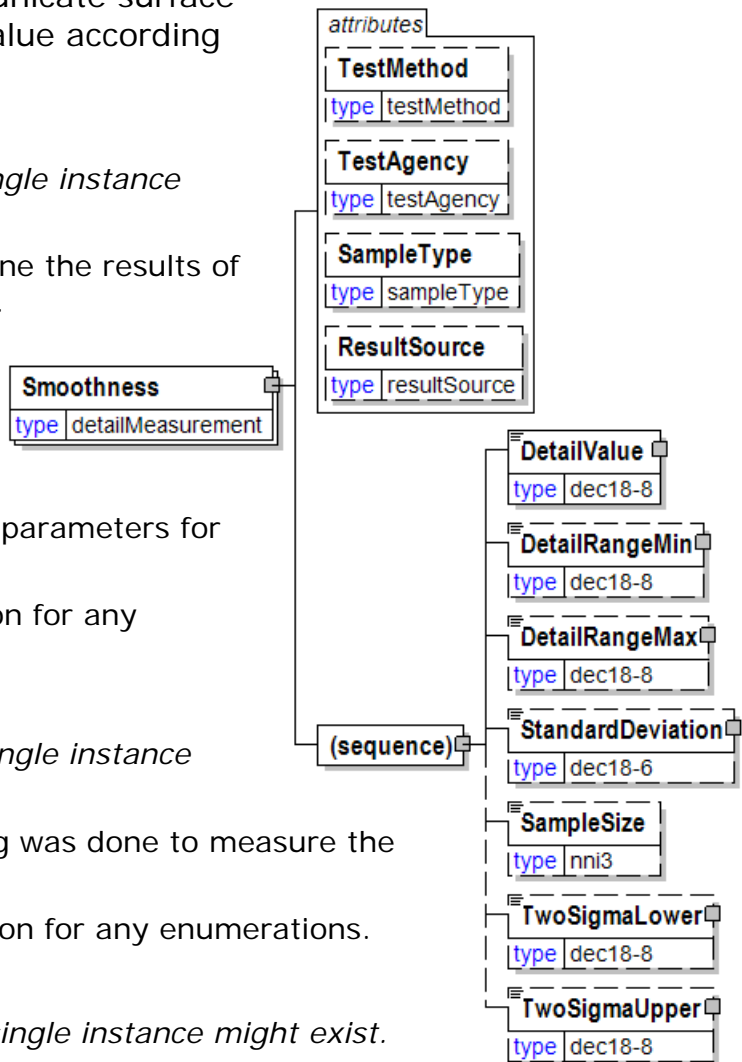 unicate surface
alue according
ngle instance
ne the results of
.
parameters for
on for any
ngle instance
g was done to measure the
on for any enumerations.
single instance might exist.
attributes
TestMethod
type testMethod
TestAgency
type testAgency
SampleType
type sampleType
ResultSource
type resultSource
Smoothness
type detailMeasurement
(sequence)
DetailValue
type dec18-8
DetailRangeMin
type dec18-8
DetailRangeMax
type dec18-8
StandardDeviation
type dec18-6
SampleSize
type nni3
TwoSigmaLower
type dec18-8
TwoSigmaUpper
type dec18-8